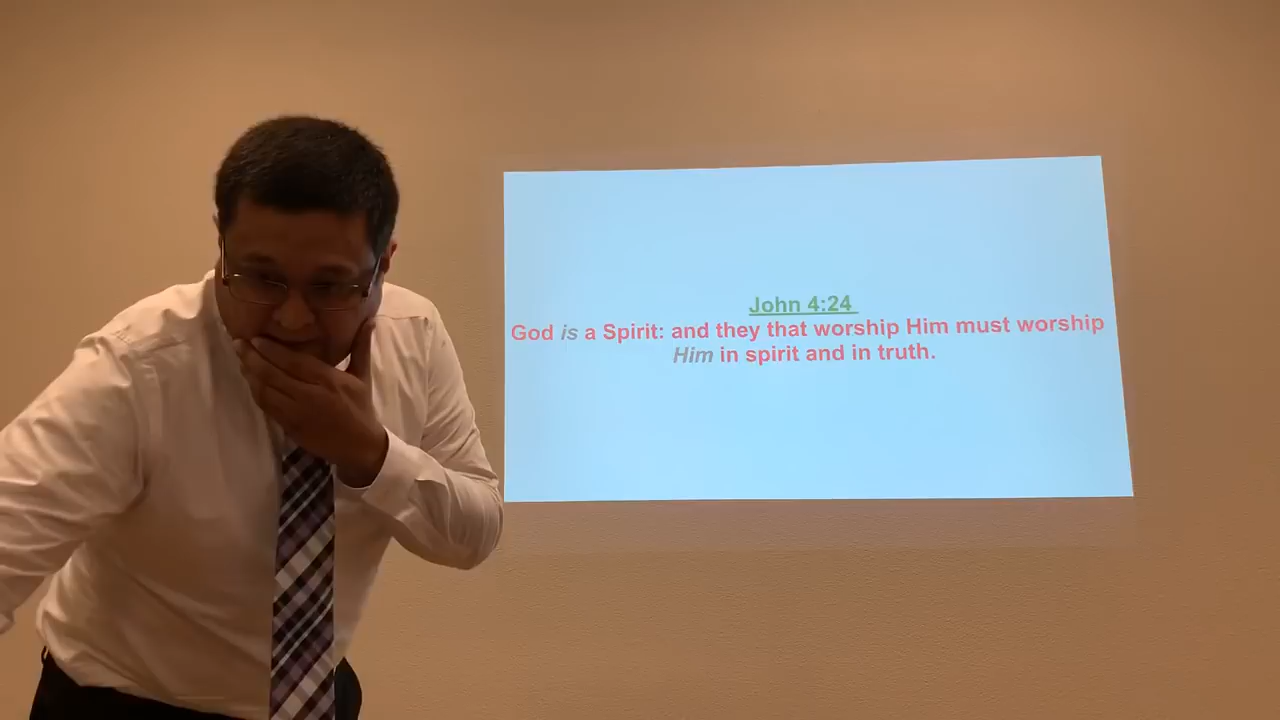 John 4:24
God is a Spirit: and they that worship Him must worship
Him in spirit and in truth.